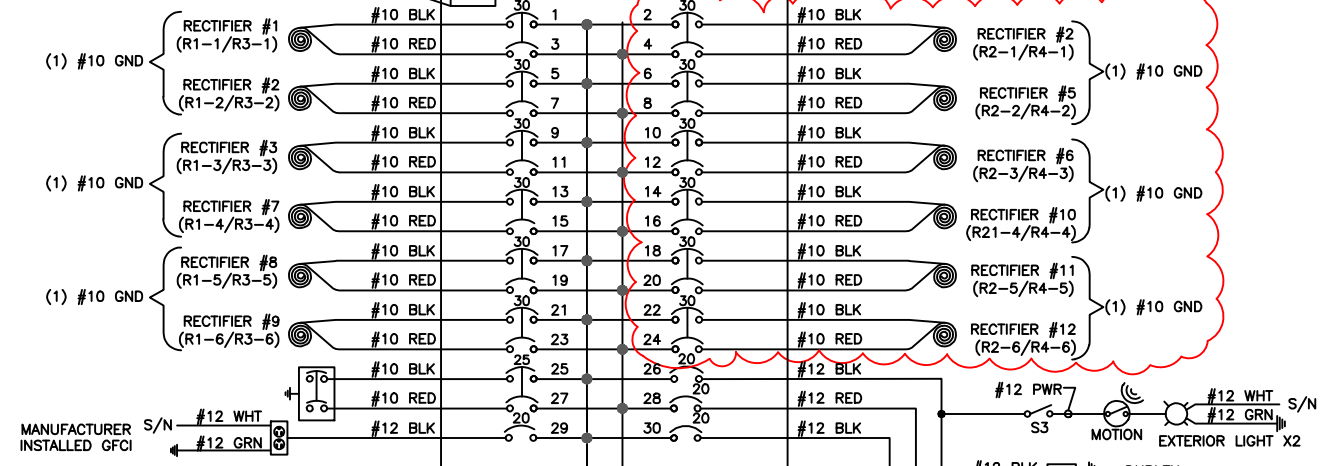 #10 BLK 30 1 2 30 #10 BLK
RECTIFIER #1
(R1-1/R3-1)
#10 RED 3 4 #10 RED
RECTIFIER #2
(R2-1/R4-1)
(1) #10 GND
(1) #10 GND
#10 BLK 30 5 6 30 #10 BLK
RECTIFIER #2
(R1-2/R3-2)
#10 RED 7 8 #10 RED
RECTIFIER #5
(R2-2/R4-2)
#10 BLK 30 9 10 30 #10 BLK
RECTIFIER #3
(R1-3/R3-3)
#10 RED 11 12 #10 RED
RECTIFIER #6
(R2-3/R4-3)
(1) #10 GND
(1) #10 GND
#10 BLK 30 13 14 30 #10 BLK
RECTIFIER #7
(R1-4/R3-4)
#10 RED 15 16 #10 RED
RECTIFIER #10
(R21-4/R4-4)
#10 BLK 30 17 18 30 #10 BLK
RECTIFIER #8
(R1-5/R3-5)
#10 RED 19 20 #10 RED
RECTIFIER #11
(R2-5/R4-5)
(1) #10 GND
(1) #10 GND
#10 BLK 30 21 22 30 #10 BLK
RECTIFIER #9
(R1-6/R3-6)
#10 RED 23 24 #10 RED
RECTIFIER #12
(R2-6/R4-6)
#10 BLK 25 25 26 20 #12 BLK
20
#10 RED 27 28 #12 RED
20
#12 PWR
S3
MOTION
#12 WHT S/N
#12 GRN
EXTERIOR LIGHT X2
MANUFACTURER
INSTALLED GFCI
S/N #12 WHT
#12 GRN
#12 BLK 20 29 30 #12 BLK
#12 BLK